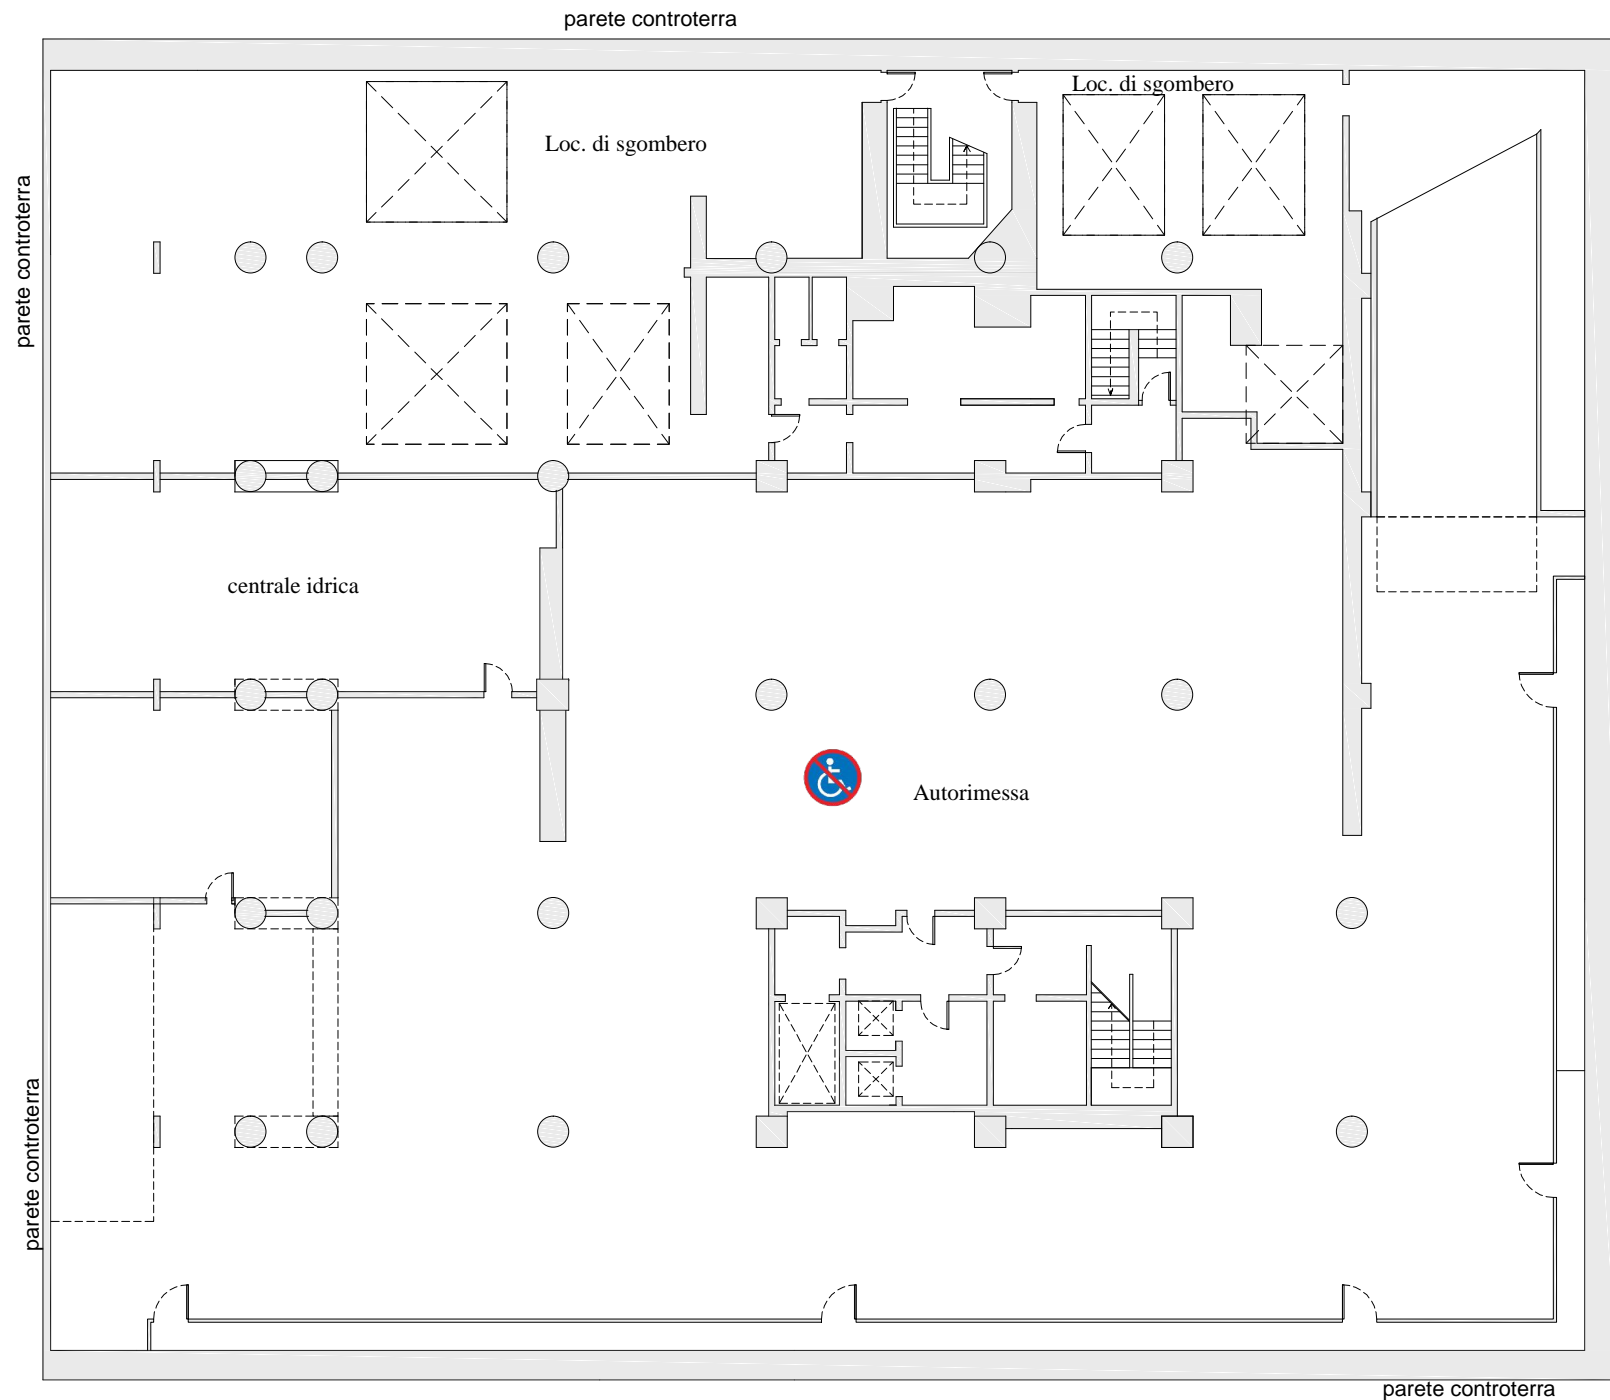 parete controterra
Loc. di sgombero
Loc. di sgombero
parete controterra
centrale idrica
Autorimessa
parete controterra
parete controterra